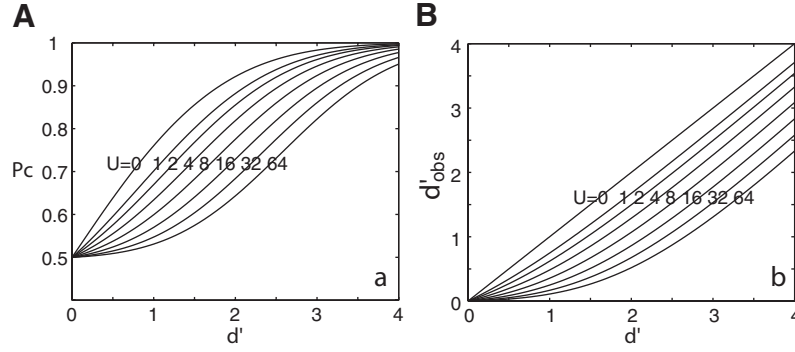 A
1
0.9
0.8
Pc
0.7
0.6
0.5
U=0 1 2 4 8 16 32 64
a
0 1 2 3 4
d'
B
4
3
d'obs
2
1
0
U=0 1 2 4 8 16 32 64
b
0 1 2 3 4
d'